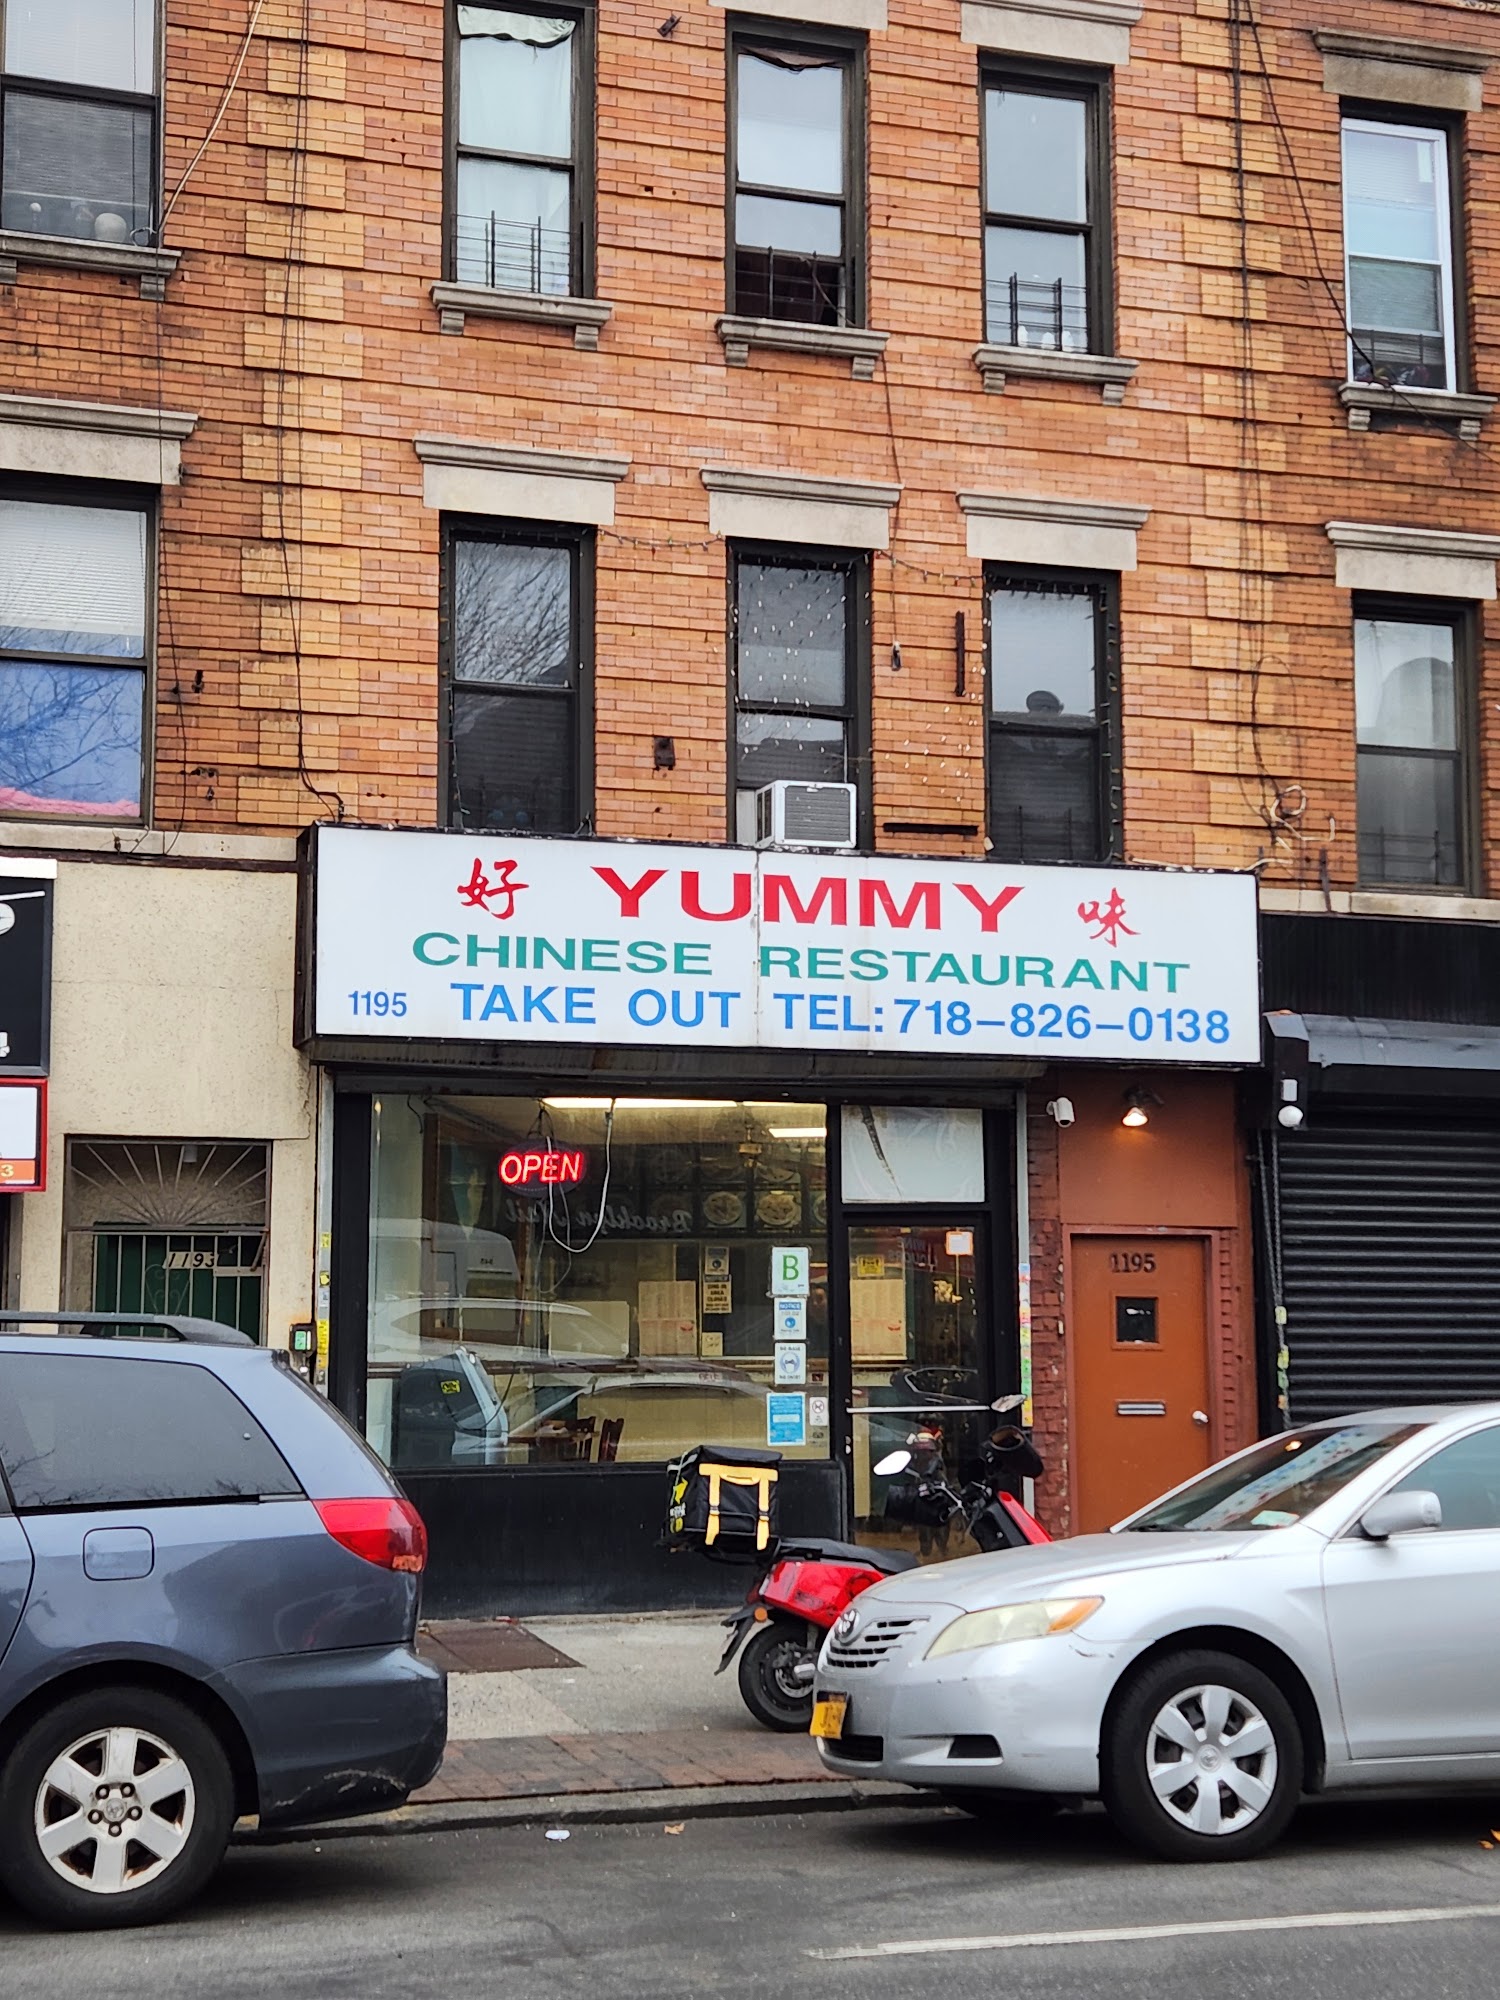 好 YUMMY 味
CHINESE RESTAURANT
1195 TAKE OUT TEL: 718-826-0138
OPEN
B
1195
1193